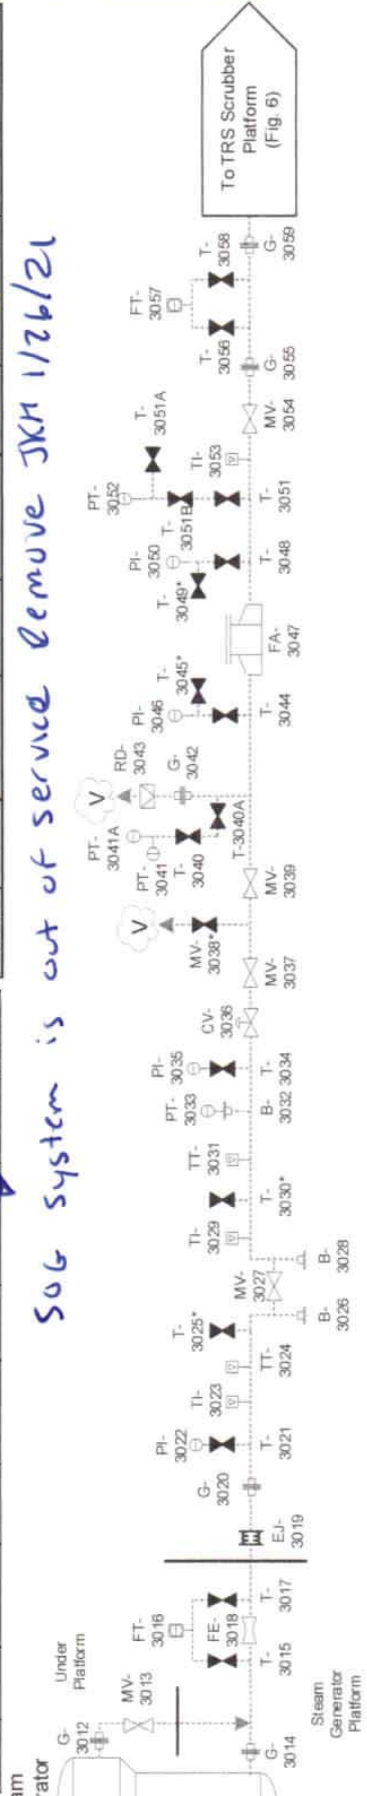 SOG system is out of service Remove JKH 1/26/21
am
rator
G-
3012
Under
Platform
MV-
3013
G-
3014
Steam
Generator
Platform
FT-
3016
FE-
3018
T-
3015
T-
3017
EJ-
3019
G-
3020
PI-
3022
T-
3021
TI-
3023
TT-
3024
T-
3025*
B-
3026
MV-
3027
B-
3028
TI-
3029
T-
3030*
TT-
3031
PT-
3033
B-
3032
PI-
3035
T-
3034
CV-
3036
MV-
3037
MV-
3038*
V
MV-
3039
PT-
3041A
PT-
3041
T-
3040
T-3040A
V
RD-
3043
G-
3042
PI-
3046
T-
3045*
T-
3044
FA-
3047
PI-
3050
T-
3049*
T-
3048
PT-
3052
T-
3051A
T-
3051B
T-
3051
TI-
3053
MV-
3054
G-
3055
T-
3056
FT-
3057
T-
3058
G-
3059
To TRS Scrubber
Platform
(Fig. 6)